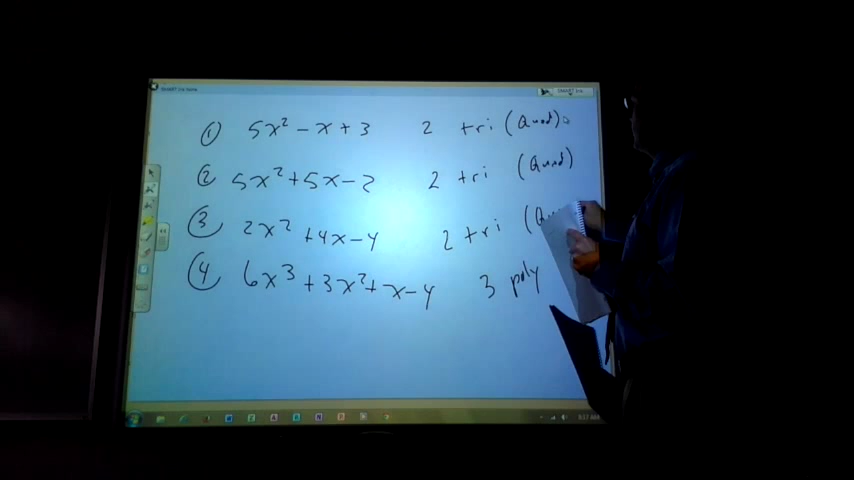 ① 5x² - x + 3 2 tri (Quad)
② 5x² + 5x - 2 2 tri (Quad)
③ 2x² + 4x - 4 2 tri
④ 6x³ + 3x² + x - 4 3 poly